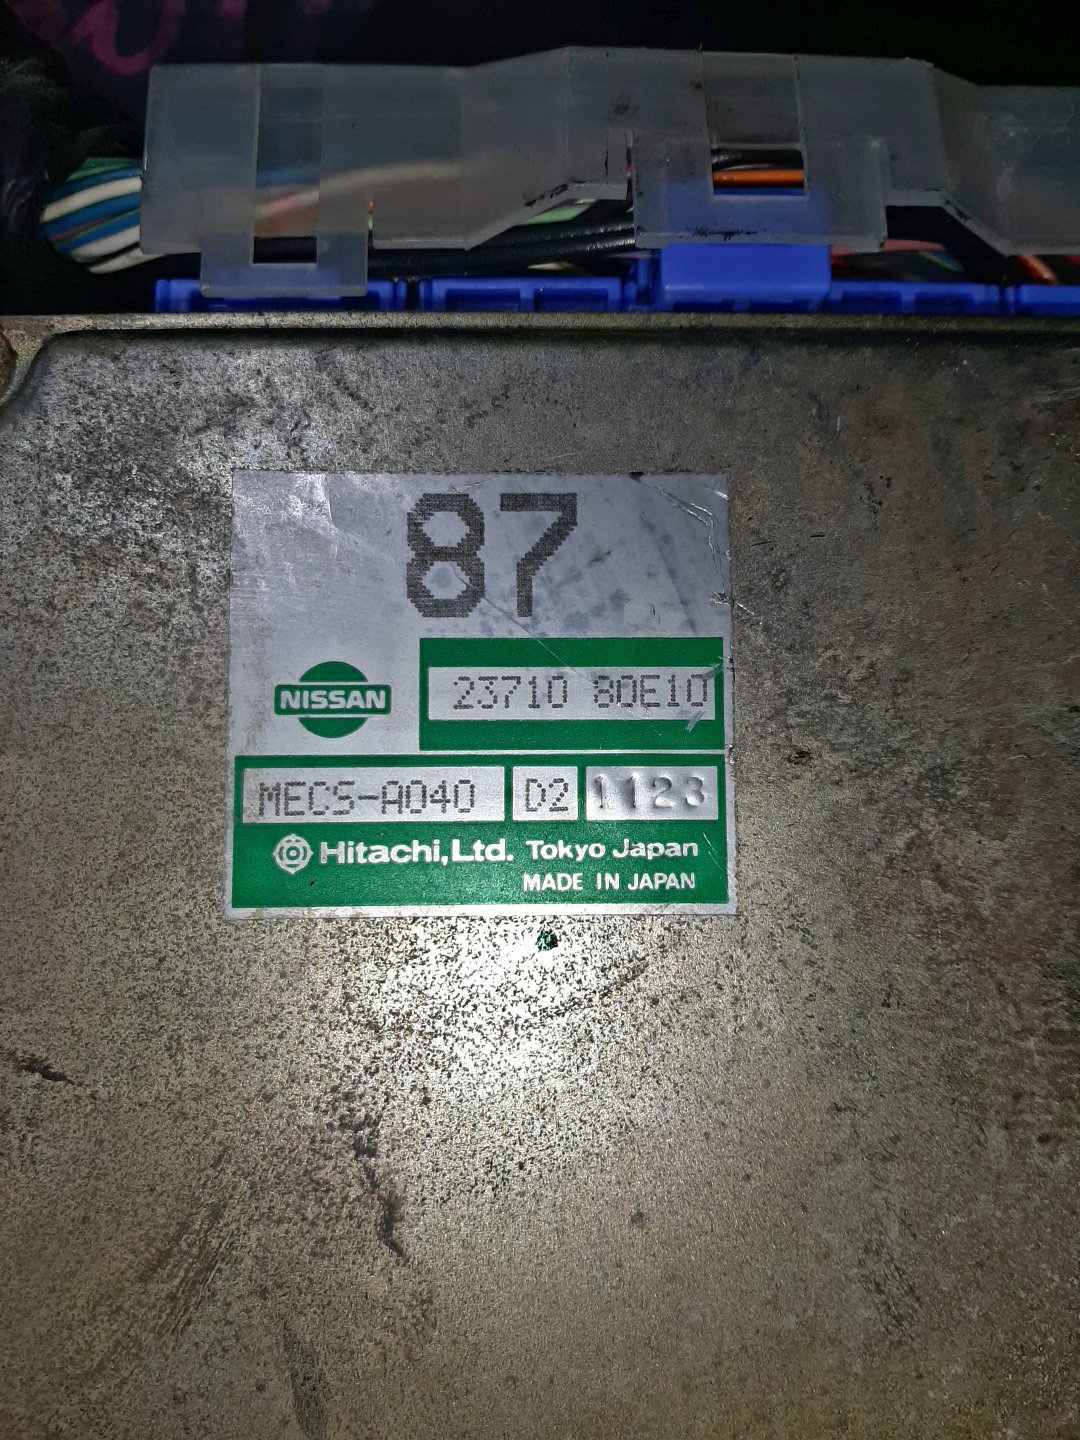 87
NISSAN
23710 80E10
MECS-A040 D2 1123
Hitachi,Ltd. Tokyo Japan
MADE IN JAPAN